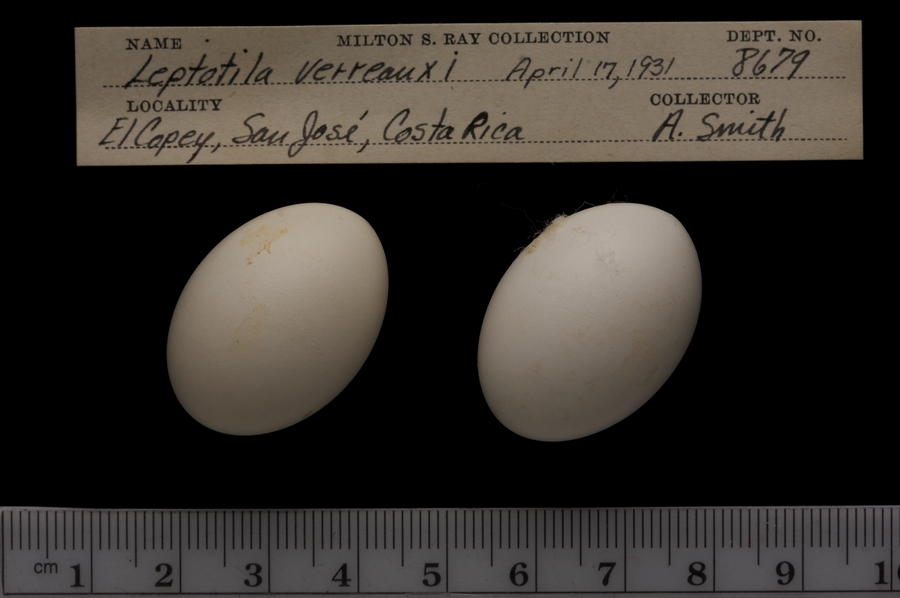 NAME MILTON S. RAY COLLECTION DEPT. NO.
Leptotila verreauxi April 17, 1931 8679
LOCALITY COLLECTOR
El Copey, San José, Costa Rica A. Smith
cm 1 2 3 4 5 6 7 8 9 1